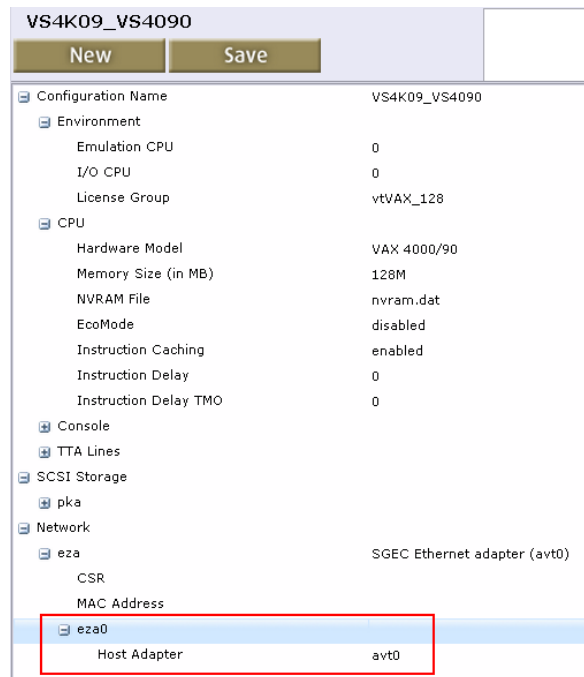 VS4K09_VS4090
New Save
Configuration Name VS4K09_VS4090
Environment
Emulation CPU 0
I/O CPU 0
License Group vtVAX_128
CPU
Hardware Model VAX 4000/90
Memory Size (in MB) 128M
NVRAM File nvram.dat
EcoMode disabled
Instruction Caching enabled
Instruction Delay 0
Instruction Delay TMO 0
Console
TTA Lines
SCSI Storage
pka
Network
eza SGEC Ethernet adapter (avt0)
CSR
MAC Address
eza0
Host Adapter avt0